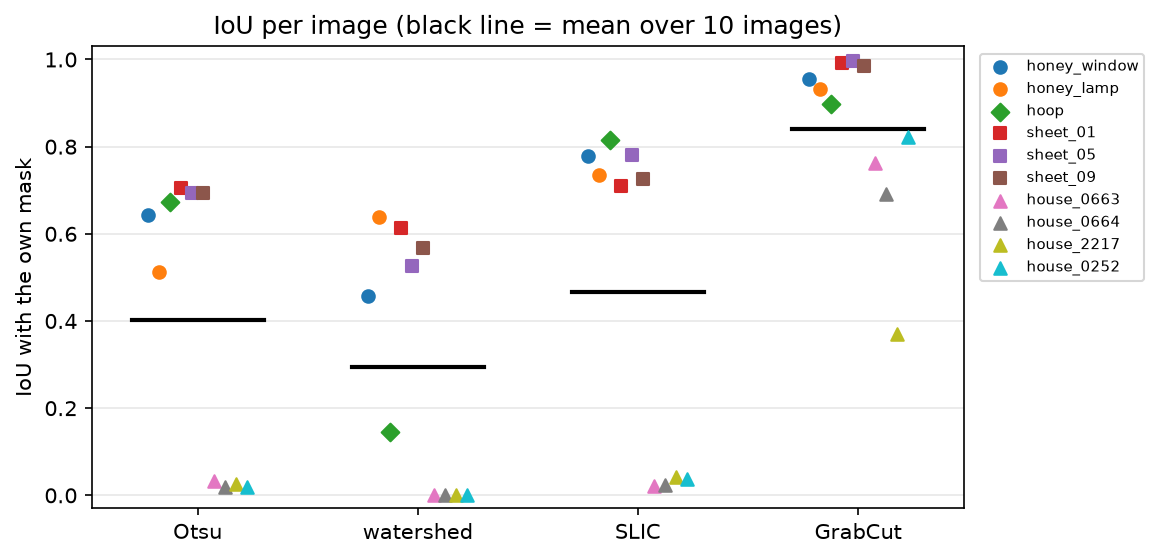 IoU per image (black line = mean over 10 images)
IoU with the own mask
1.0
0.8
0.6
0.4
0.2
0.0
Otsu
watershed
SLIC
GrabCut
honey_window
honey_lamp
hoop
sheet_01
sheet_05
sheet_09
house_0663
house_0664
house_2217
house_0252